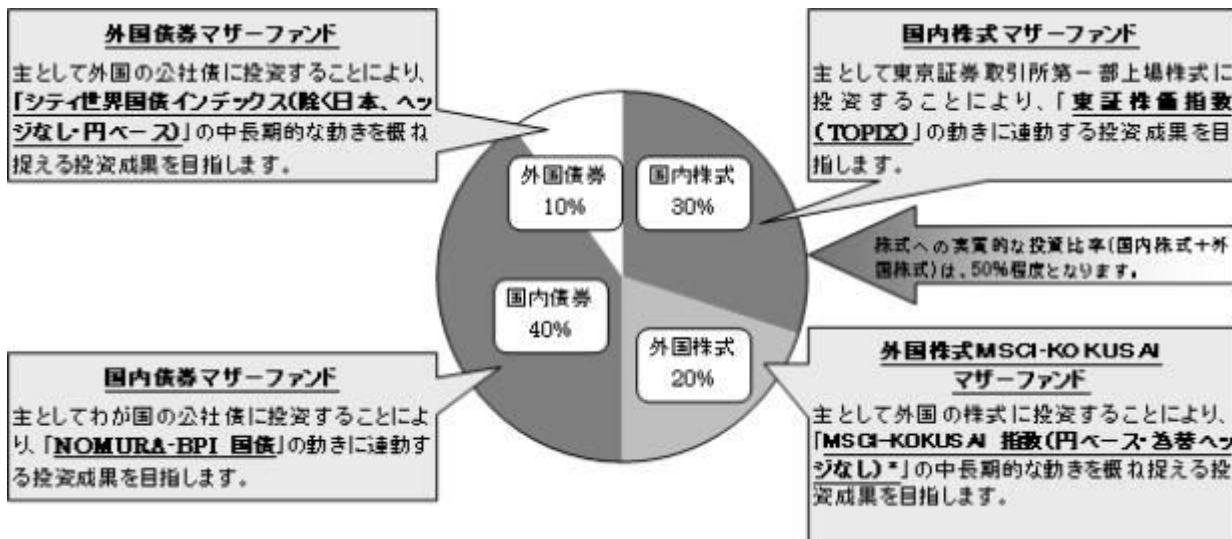 外国債券マザーファンド
主として外国の公社債に投資することにより、
「シティ世界国債インデックス(除く日本、ヘッ
ジなし・円ベース)」の中長期的な動きを概ね
捉える投資成果を目指します。
国内株式マザーファンド
主として東京証券取引所第一部上場株式に
投資することにより、「東証株価指数
(TOPIX)」の動きに連動する投資成果を目
指します。
外国債券
10%
国内株式
30%
株式への実質的な投資比率(国内株式+外
国株式)は、50%程度となります。
国内債券
40%
外国株式
20%
国内債券マザーファンド
主としてわが国の公社債に投資することによ
り、「NOMURA-BPI 国債」の動きに連動す
る投資成果を目指します。
外国株式MSCI-KOKUSAI
マザーファンド
主として外国の株式に投資することにより、
「MSCI-KOKUSAI 指数(円ベース・為替ヘッ
ジなし)*」の中長期的な動きを概ね捉える投
資成果を目指します。